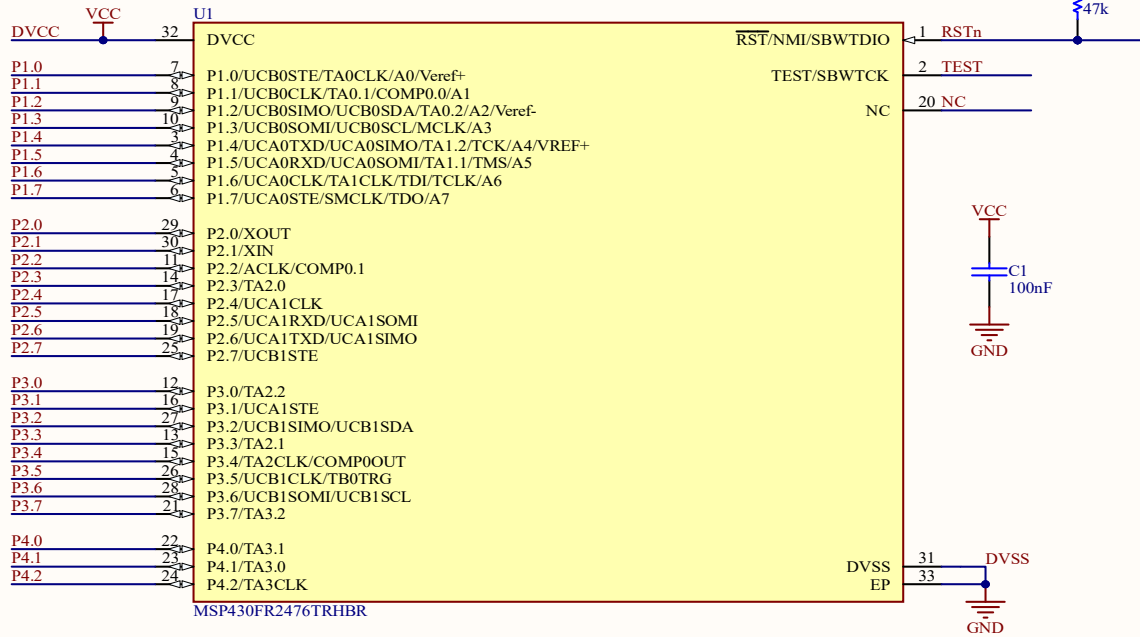 VCC
U1
47k
DVCC 32 DVCC
RST/NMI/SBWTDIO 1 RSTn
P1.0 7 P1.0/UCB0STE/TA0CLK/A0/Veref+
TEST/SBWTCK 2 TEST
P1.1 8 P1.1/UCB0CLK/TA0.1/COMP0.0/A1
P1.2 9 P1.2/UCB0SIMO/UCB0SDA/TA0.2/A2/Veref-
NC 20 NC
P1.3 10 P1.3/UCB0SOMI/UCB0SCL/MCLK/A3
P1.4 3 P1.4/UCA0TXD/UCA0SIMO/TA1.2/TCK/A4/VREF+
P1.5 4 P1.5/UCA0RXD/UCA0SOMI/TA1.1/TMS/A5
P1.6 5 P1.6/UCA0CLK/TA1CLK/TDI/TCLK/A6
P1.7 6 P1.7/UCA0STE/SMCLK/TDO/A7
P2.0 29 P2.0/XOUT
P2.1 30 P2.1/XIN
P2.2 11 P2.2/ACLK/COMP0.1
P2.3 14 P2.3/TA2.0
P2.4 17 P2.4/UCA1CLK
P2.5 18 P2.5/UCA1RXD/UCA1SOMI
P2.6 19 P2.6/UCA1TXD/UCA1SIMO
P2.7 25 P2.7/UCB1STE
VCC
C1
100nF
GND
P3.0 12 P3.0/TA2.2
P3.1 16 P3.1/UCA1STE
P3.2 27 P3.2/UCB1SIMO/UCB1SDA
P3.3 13 P3.3/TA2.1
P3.4 15 P3.4/TA2CLK/COMP0OUT
P3.5 26 P3.5/UCB1CLK/TB0TRG
P3.6 28 P3.6/UCB1SOMI/UCB1SCL
P3.7 21 P3.7/TA3.2
P4.0 22 P4.0/TA3.1
P4.1 23 P4.1/TA3.0
P4.2 24 P4.2/TA3CLK
DVSS 31 DVSS
EP 33
GND
MSP430FR2476TRHBR